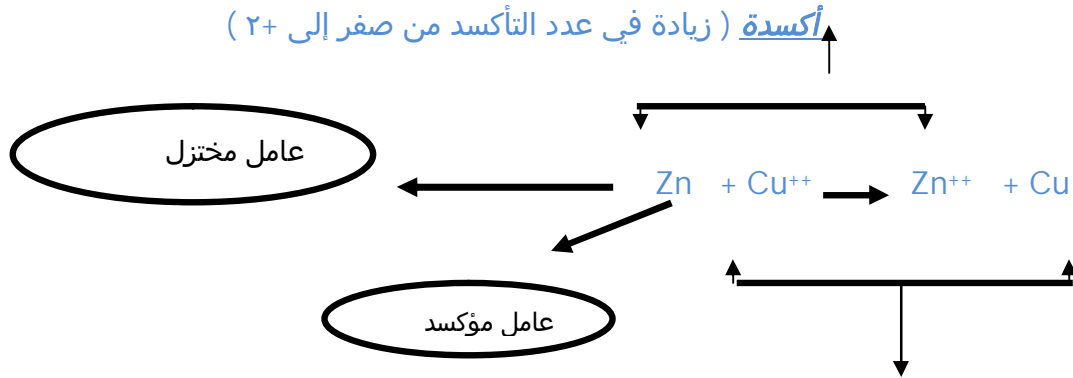 أكسدة ( زيادة في عدد التأكسد من صفر إلى +٢ )
عامل مختزل
Zn + Cu⁺⁺ Zn⁺⁺ + Cu
عامل مؤكسد